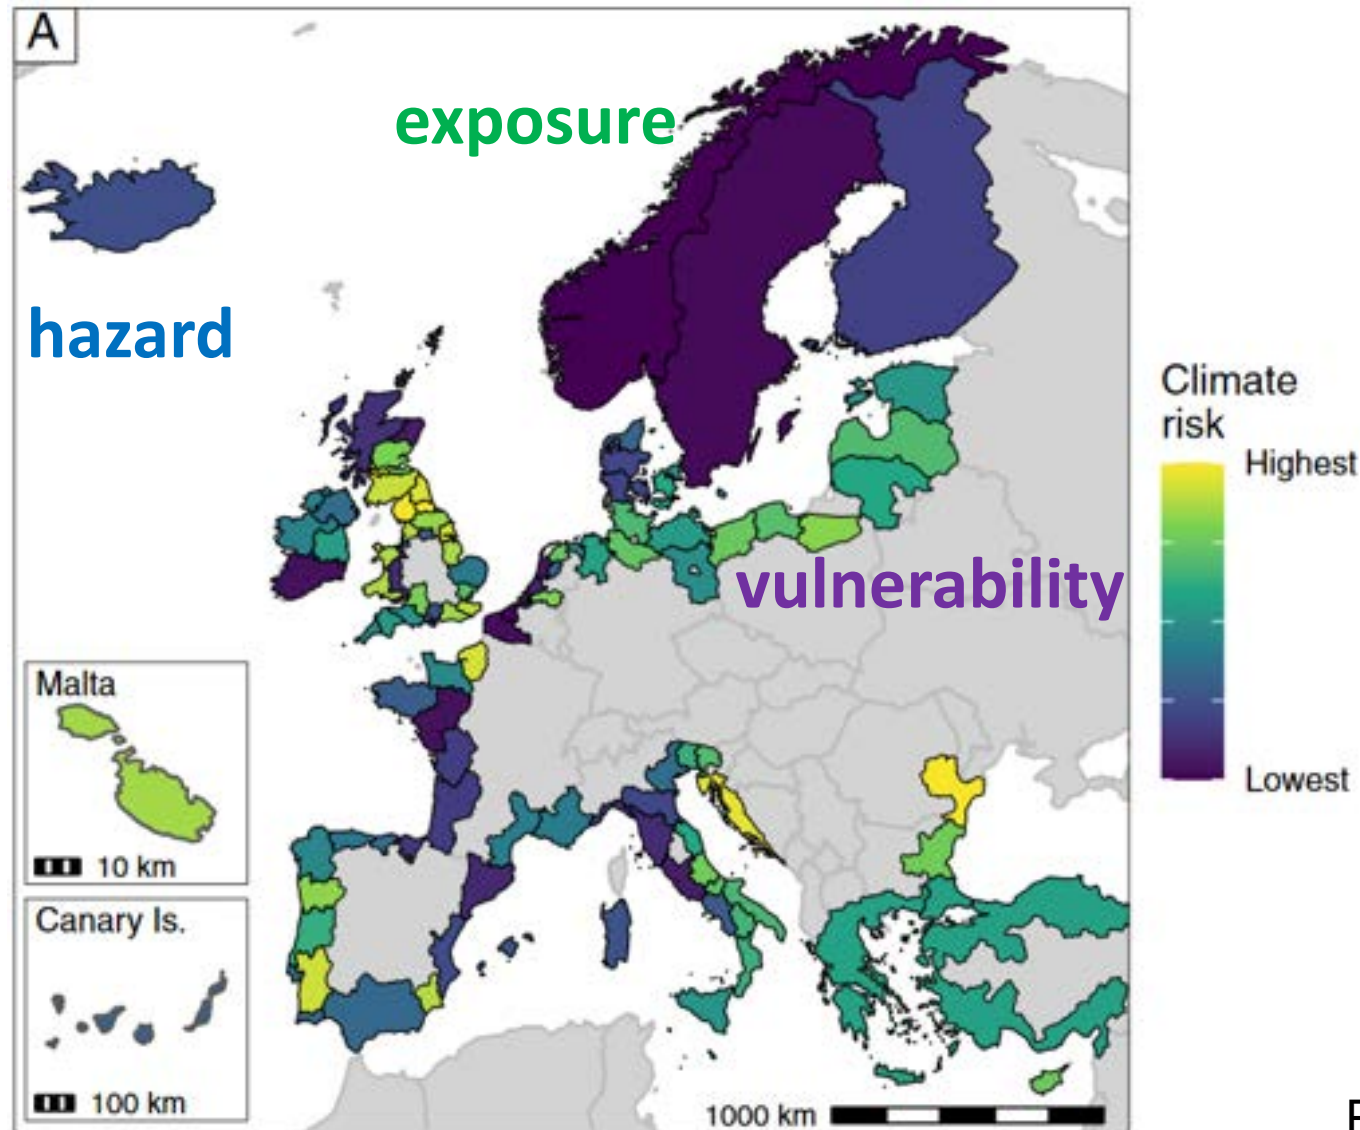 A
exposure
hazard
Climate
risk
Highest
vulnerability
Malta
Lowest
10 km
Canary Is.
100 km
1000 km